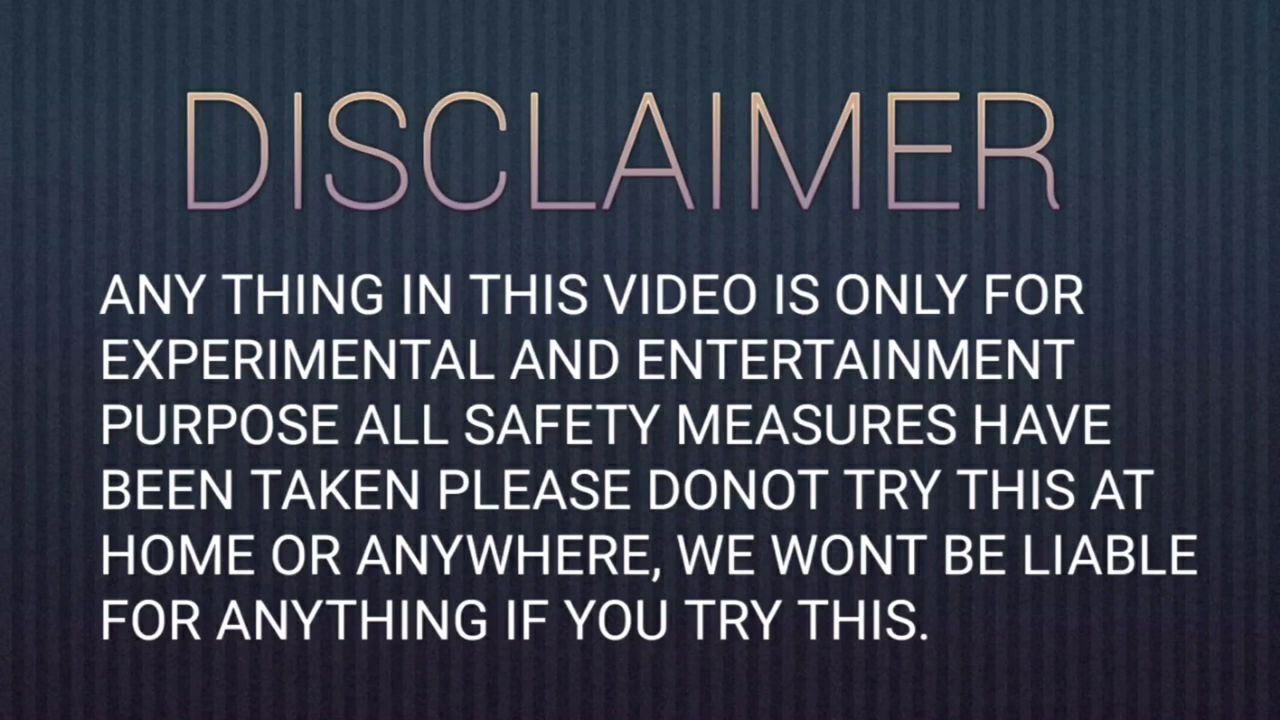 DISCLAIMER
ANY THING IN THIS VIDEO IS ONLY FOR
EXPERIMENTAL AND ENTERTAINMENT
PURPOSE ALL SAFETY MEASURES HAVE
BEEN TAKEN PLEASE DONOT TRY THIS AT
HOME OR ANYWHERE, WE WONT BE LIABLE
FOR ANYTHING IF YOU TRY THIS.